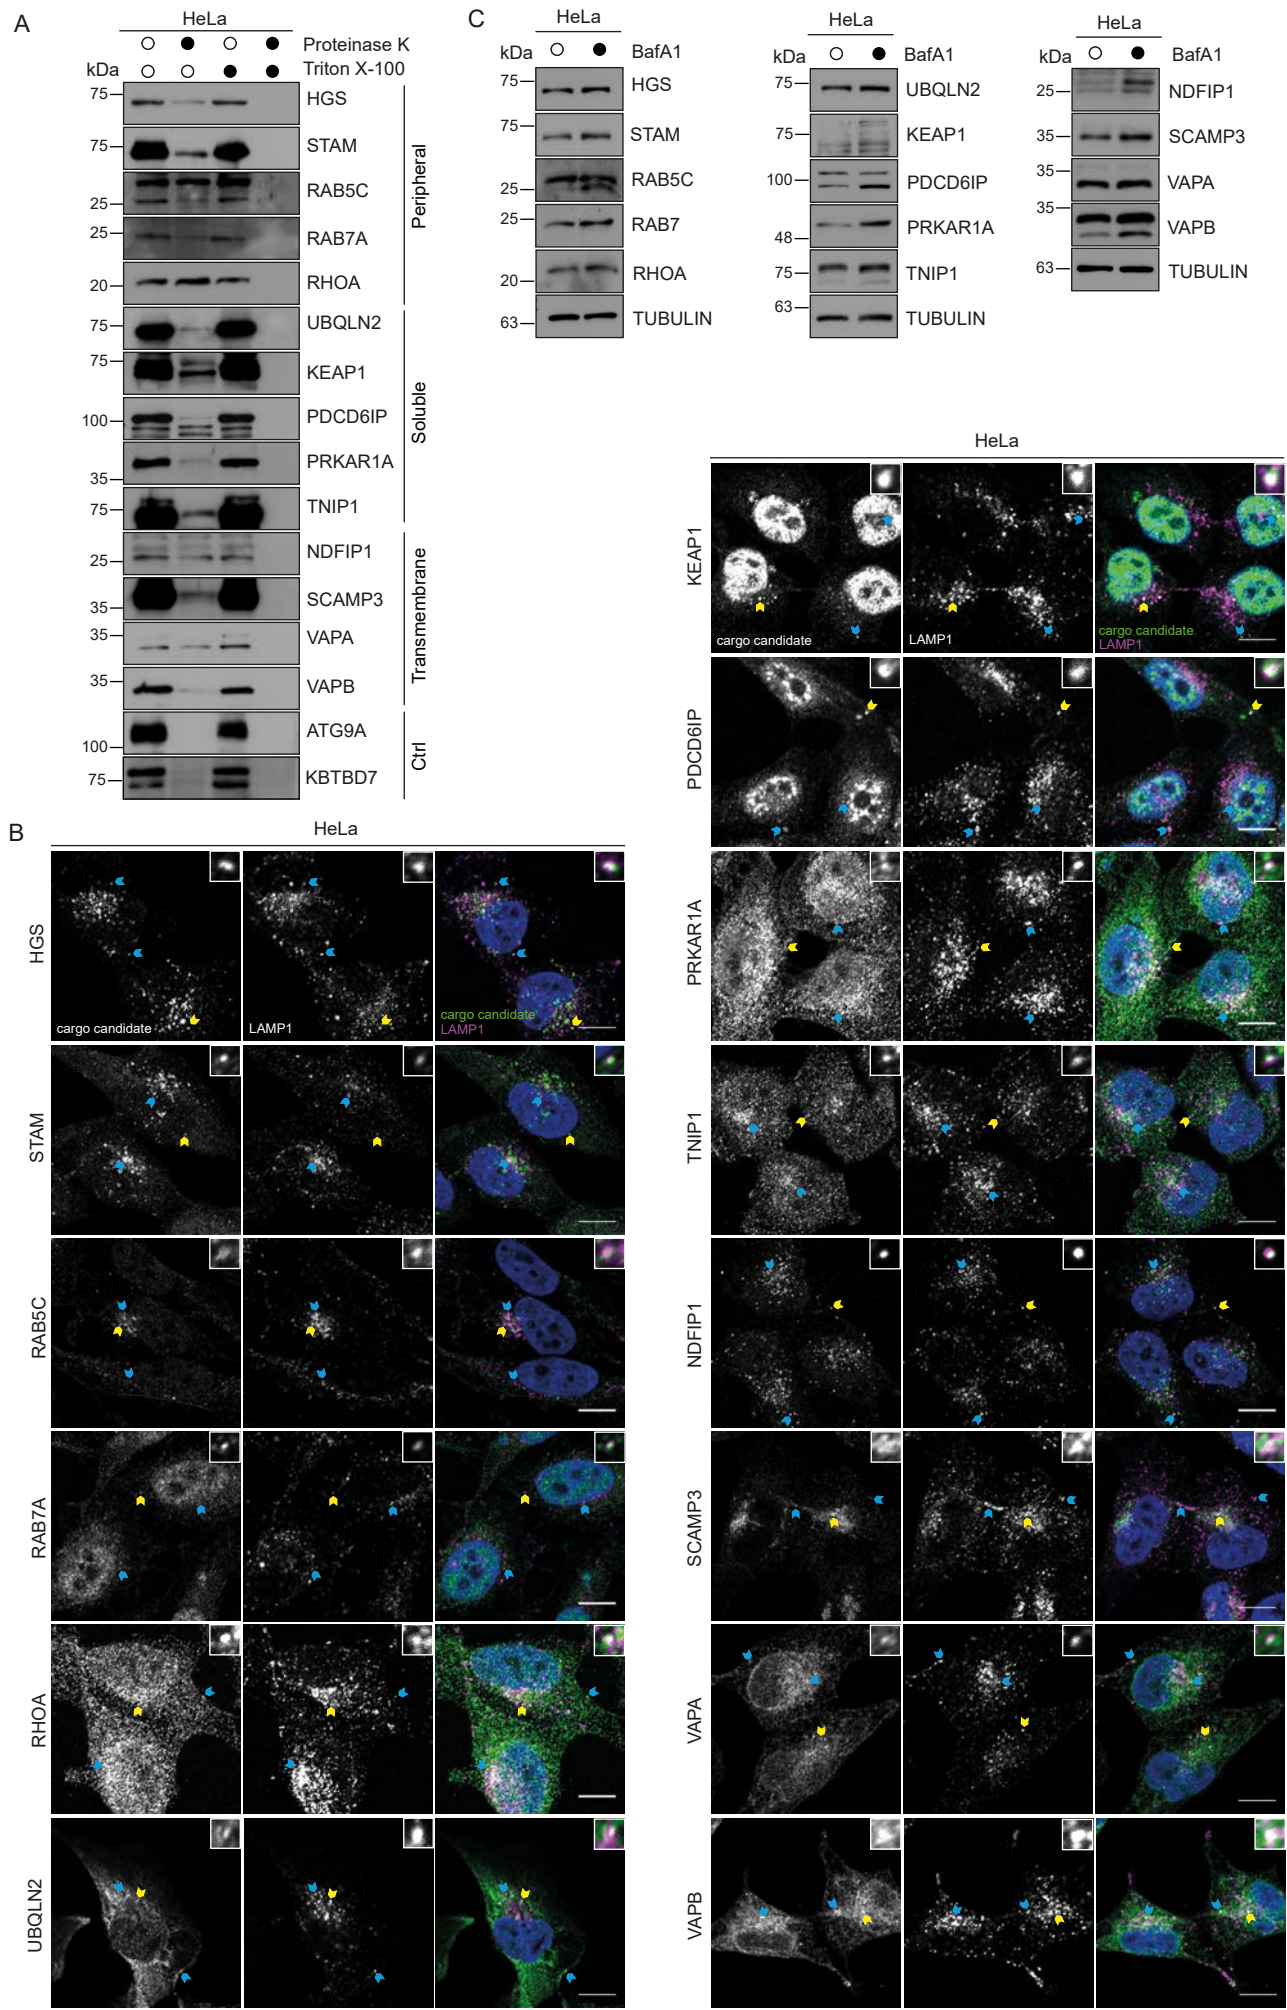 A
HeLa
Proteinase K
kDa Triton X-100
75 HGS
75 STAM
RAB5C
25
25 RAB7A
20 RHOA
Peripheral
75 UBQLN2
75 KEAP1
100 PDCD6IP
PRKAR1A
35
75 TNIP1
Soluble
25 NDFIP1
35 SCAMP3
35 VAPA
35 VAPB
Transmembrane
ATG9A
100
75 KBTBD7
Ctrl
C
HeLa
kDa BafA1
75 HGS
75 STAM
25 RAB5C
25 RAB7
20 RHOA
63 TUBULIN
HeLa
kDa BafA1
75 UBQLN2
75 KEAP1
100 PDCD6IP
48 PRKAR1A
75 TNIP1
63 TUBULIN
HeLa
kDa BafA1
25 NDFIP1
35 SCAMP3
35 VAPA
35 VAPB
63 TUBULIN
B
HeLa
HGS
cargo candidate
LAMP1
cargo candidate
LAMP1
STAM
RAB5C
RAB7A
RHOA
UBQLN2
HeLa
KEAP1
cargo candidate
LAMP1
cargo candidate
LAMP1
PDCD6IP
PRKAR1A
TNIP1
NDFIP1
SCAMP3
VAPA
VAPB